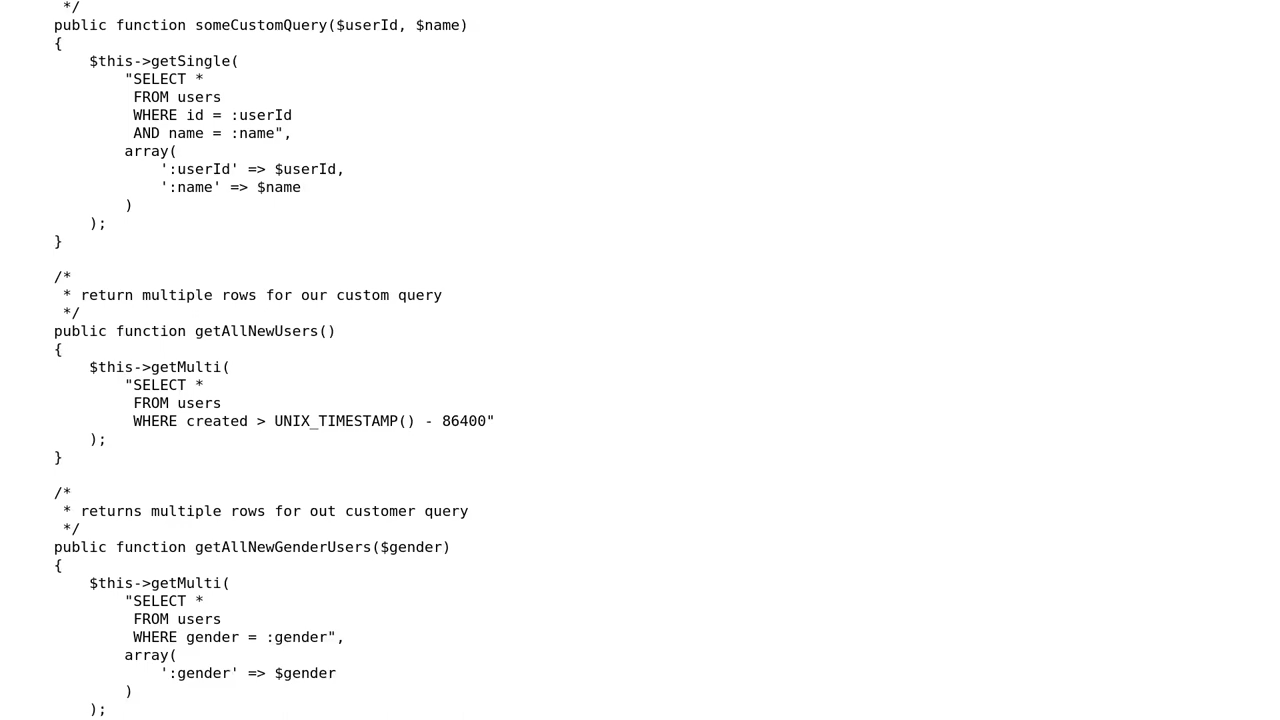 */
    public function someCustomQuery($userId, $name)
    {
        $this->getSingle(
            "SELECT *
             FROM users
             WHERE id = :userId
             AND name = :name",
            array(
                ':userId' => $userId,
                ':name' => $name
            )
        );
    }

    /*
     * return multiple rows for our custom query
     */
    public function getAllNewUsers()
    {
        $this->getMulti(
            "SELECT *
             FROM users
             WHERE created > UNIX_TIMESTAMP() - 86400"
        );
    }

    /*
     * returns multiple rows for out customer query
     */
    public function getAllNewGenderUsers($gender)
    {
        $this->getMulti(
            "SELECT *
             FROM users
             WHERE gender = :gender",
            array(
                ':gender' => $gender
            )
        );